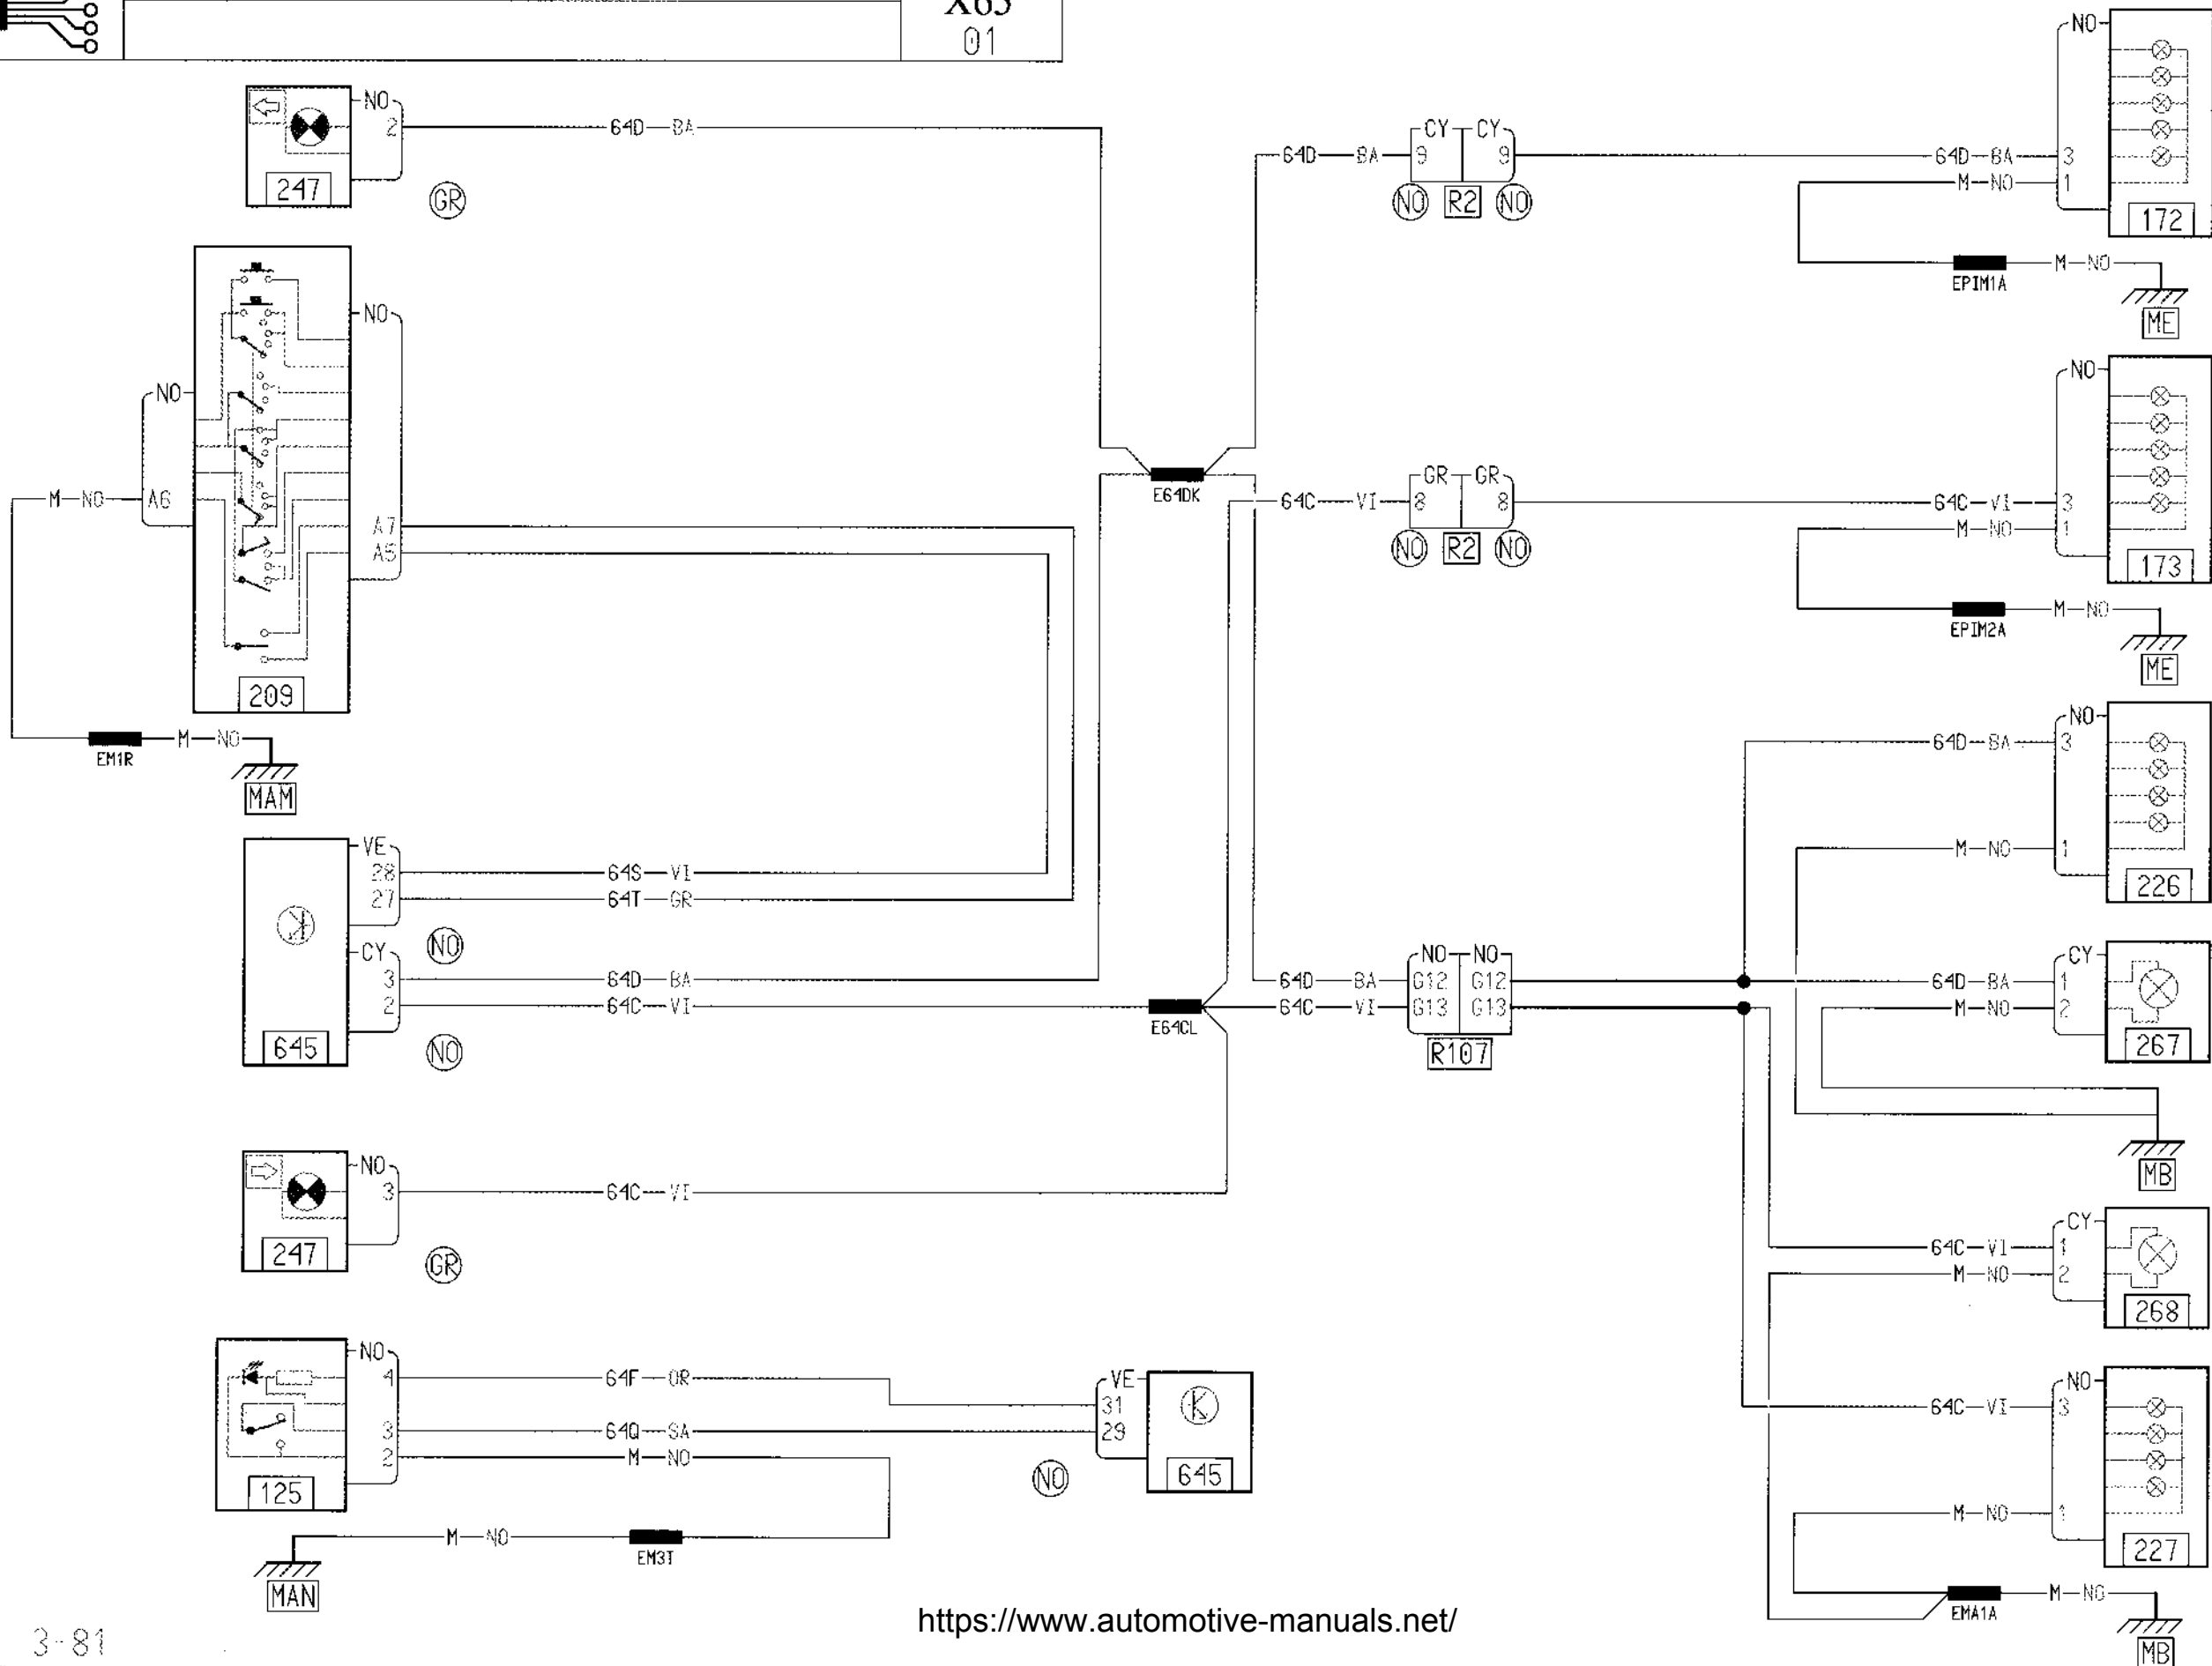 X65
01
NO
2
64D BA
247
GR
64D BA
CY CY
9 9
NO R2 NO
64D BA
M NO
NO
3
1
172
EPIM1A
M NO
ME
NO
NO
A6
M NO
A7
A5
209
EM1R
M NO
MAM
E64DK
64C VI
GR GR
8 8
NO R2 NO
64C VI
M NO
NO
3
1
173
EPIM2A
M NO
ME
64D BA
M NO
NO
3
1
226
VE
28
27
64S VI
64T GR
NO
CY
3
2
64D BA
64C VI
645
NO
E64CL
64D BA
64C VI
NO NO
G12 G12
G13 G13
R107
64D BA
M NO
CY
1
2
267
MB
NO
3
64C VI
247
GR
64C VI
M NO
CY
1
2
268
NO
4
3
2
64F OR
64Q SA
M NO
125
VE
31
29
645
NO
M NO
EM3T
MAN
64C VI
M NO
NO
3
1
227
EMA1A
M NO
MB
3-81
https://www.automotive-manuals.net/